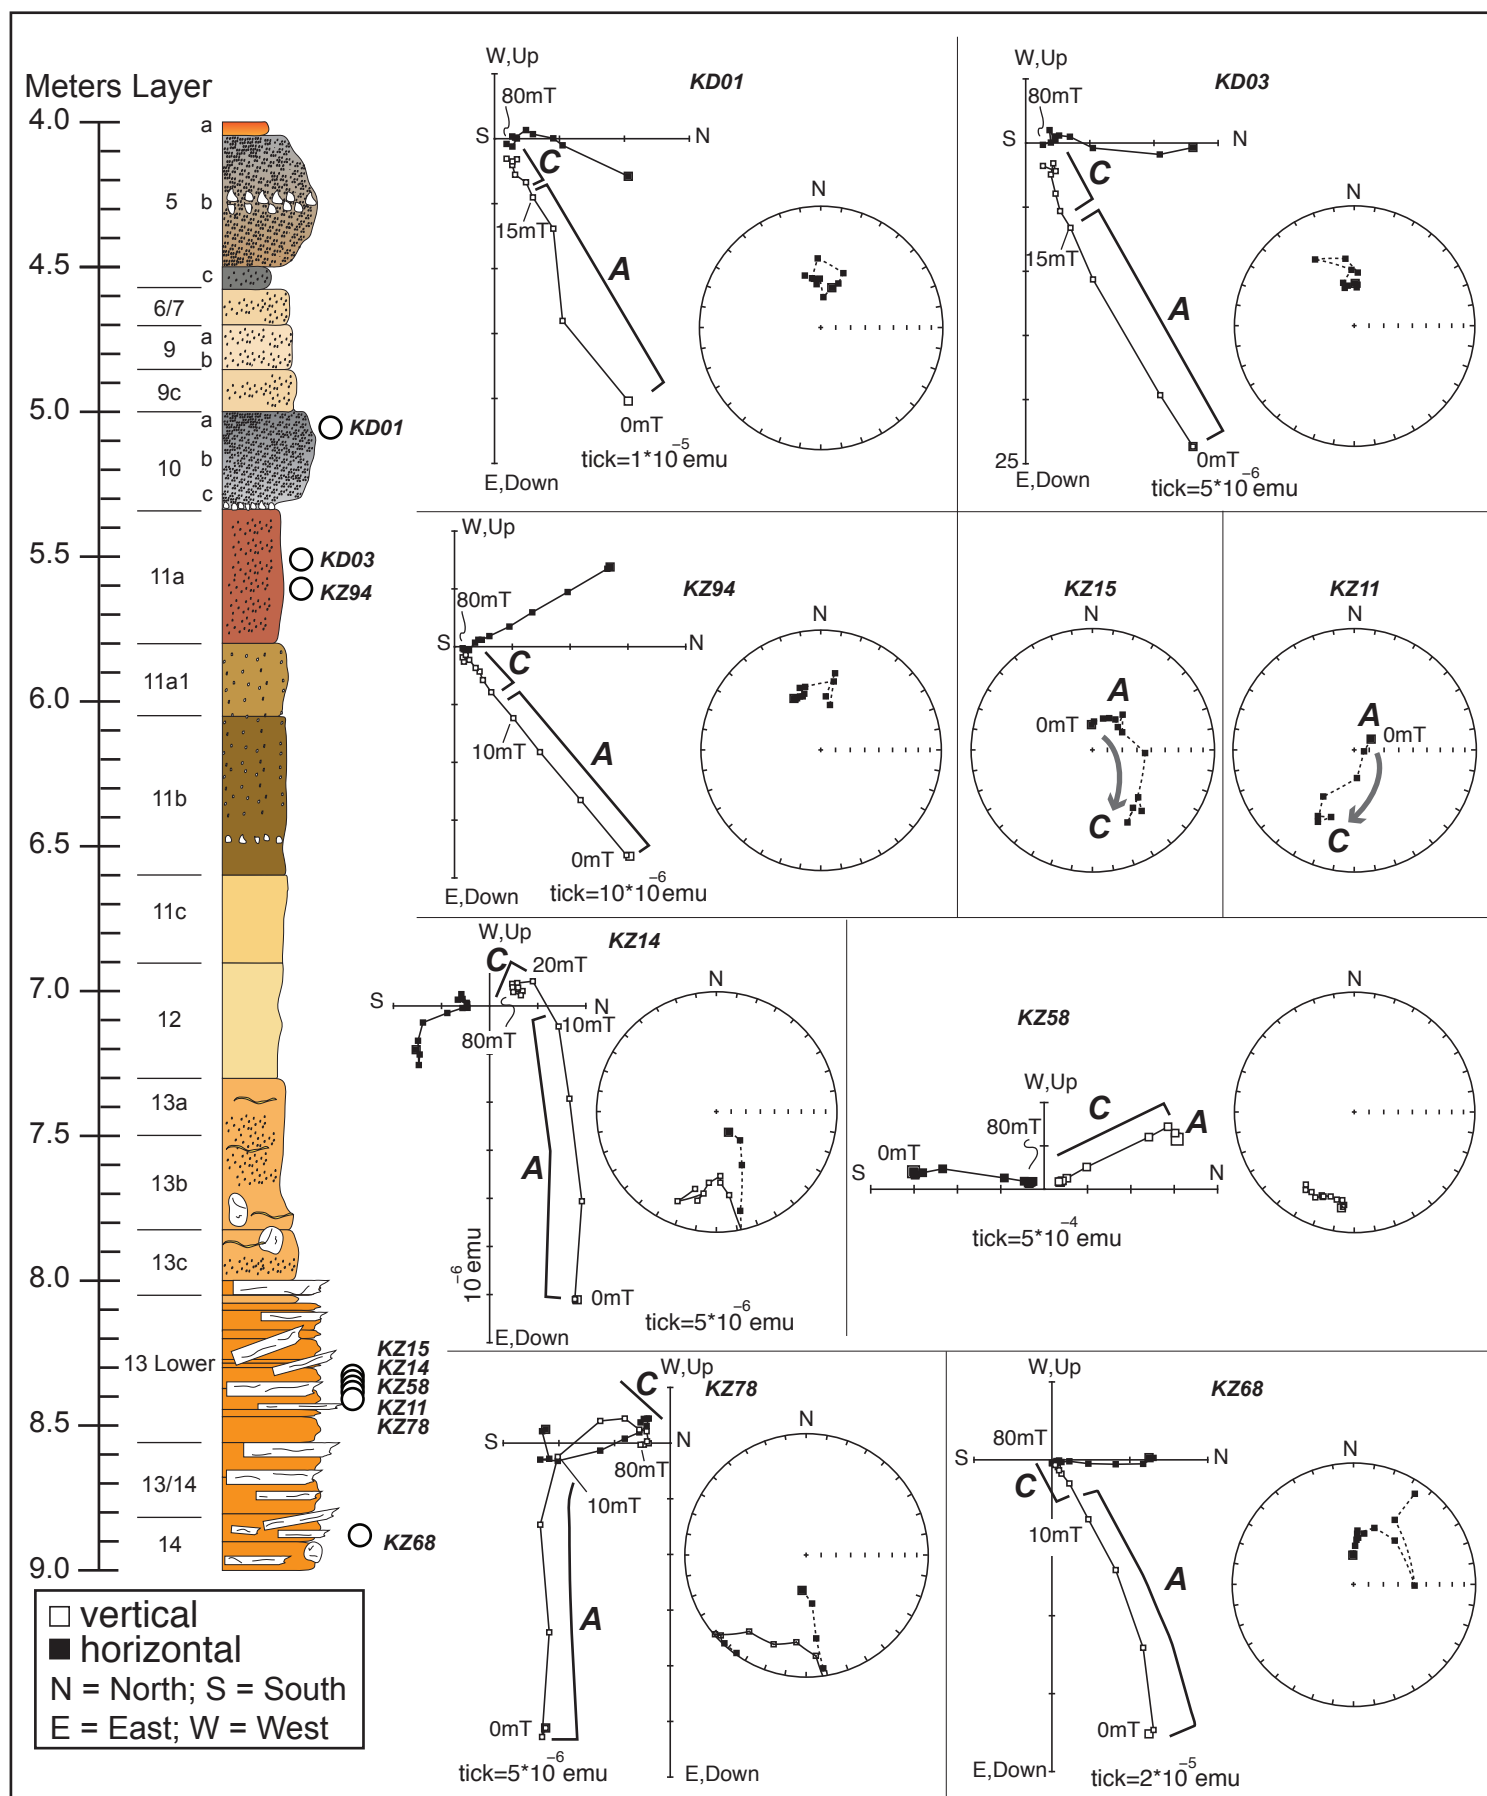 Meters Layer
4.0
4.5
5.0
5.5
6.0
6.5
7.0
7.5
8.0
8.5
9.0
a
5 b
c
6/7
a
9
b
9c
a
b
10
c
11a
11a1
11b
11c
12
13a
13b
13c
13 Lower
13/14
14
KD01
KD03
KZ94
KZ15
KZ14
KZ58
KZ11
KZ78
KZ68
□ vertical
■ horizontal
N = North; S = South
E = East; W = West
W,Up
KD01
80mT
S
N
C
15mT
A
0mT
tick=1*10⁻⁵ emu
E,Down
N
W,Up
KD03
80mT
S
N
C
15mT
A
25
0mT
E,Down
tick=5*10⁻⁶ emu
N
W,Up
KZ94
80mT
S
N
C
10mT
A
0mT
E,Down
tick=10*10⁻⁶ emu
N
KZ15
A
0mT
C
KZ11
N
A
0mT
C
W,Up
KZ14
C
20mT
S
N
10mT
80mT
A
10⁻⁶ emu
0mT
E,Down
tick=5*10⁻⁶ emu
N
KZ58
N
W,Up
C
A
80mT
0mT
S
N
tick=5*10⁻⁴ emu
W,Up
C
KZ78
S
N
80mT
10mT
A
0mT
tick=5*10⁻⁶ emu
E,Down
N
W,Up
KZ68
80mT
S
N
C
10mT
A
0mT
E,Down
tick=2*10⁻⁵ emu
N